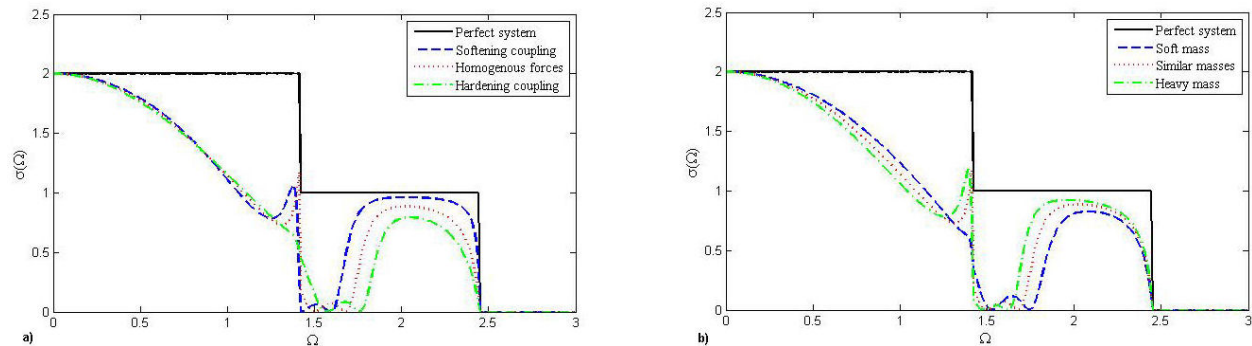 2.5
2
1.5
1
0.5
0
σ(Ω)
Perfect system
Softening coupling
Homogenous forces
Hardening coupling
0 0.5 1 1.5 2 2.5 3
a)
Ω
2.5
2
1.5
1
0.5
0
σ(Ω)
Perfect system
Soft mass
Similar masses
Heavy mass
0 0.5 1 1.5 2 2.5 3
b)
Ω